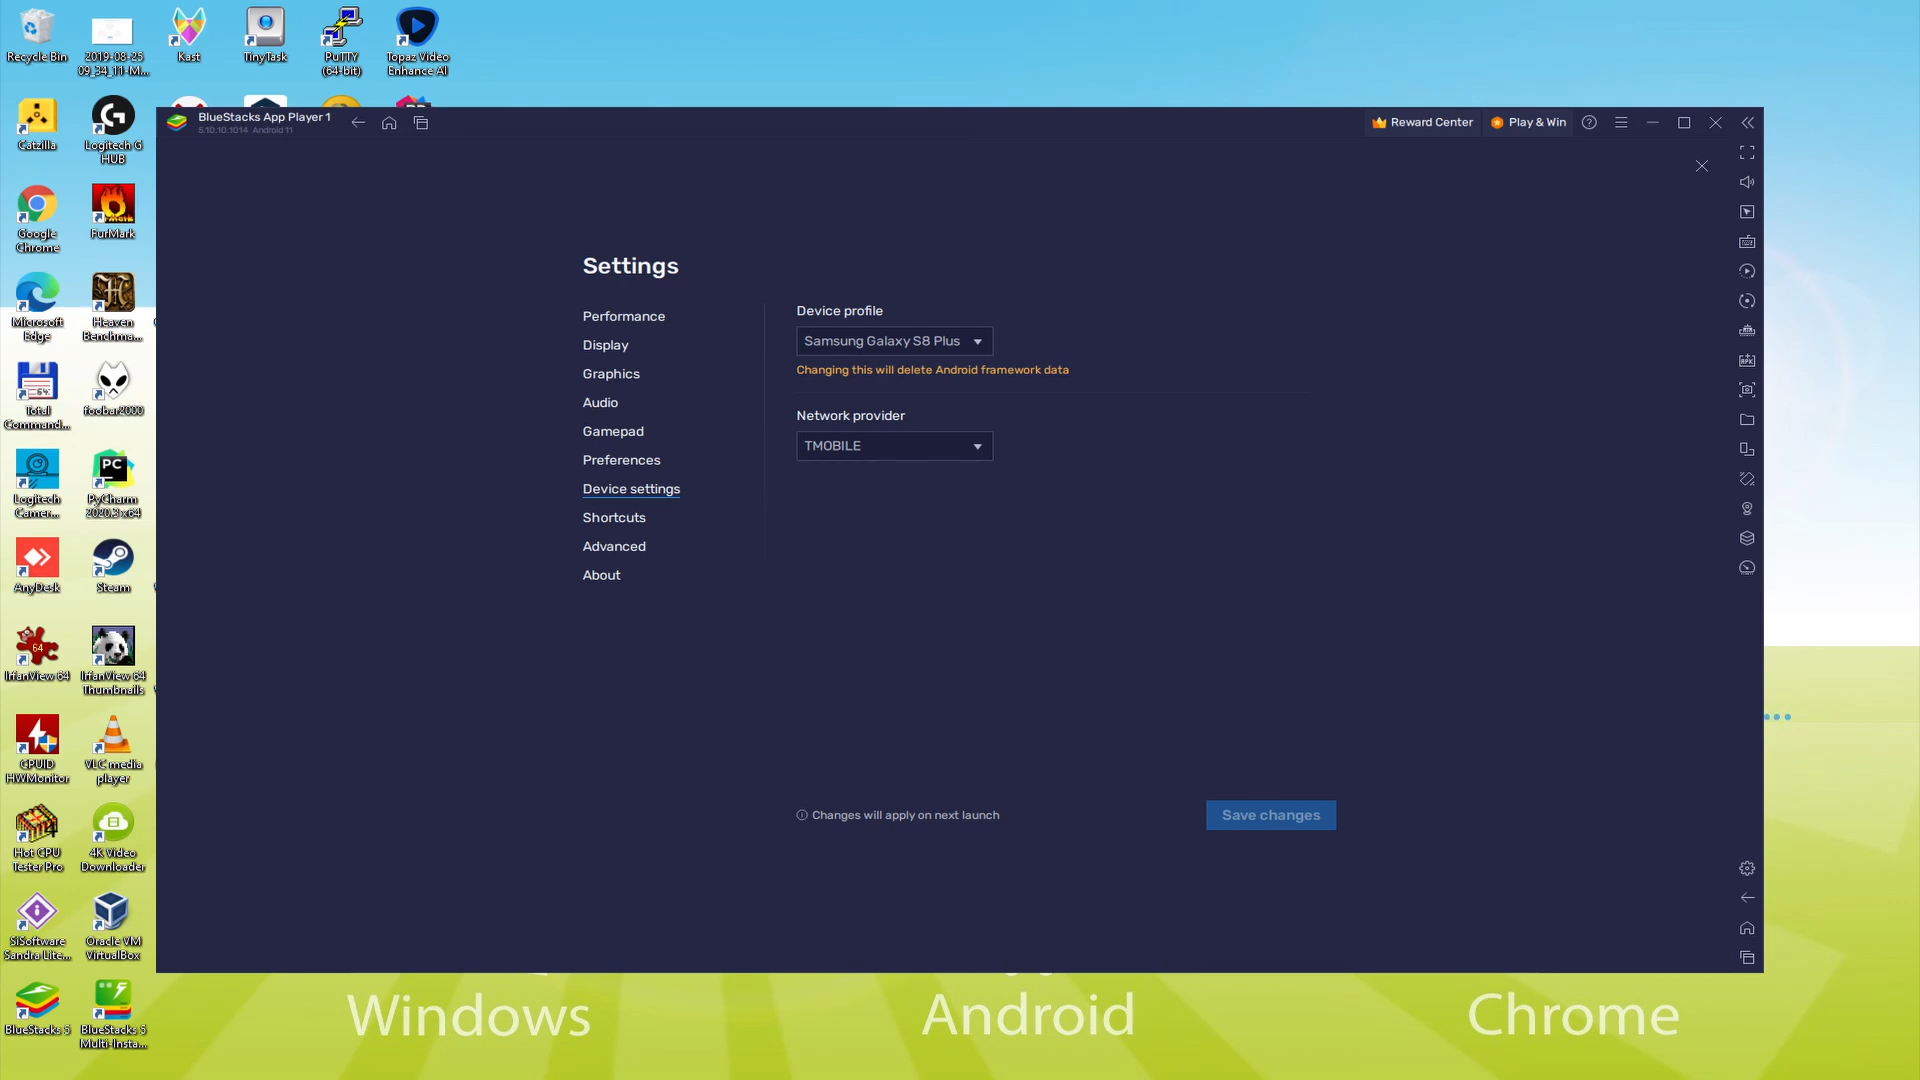 Recycle Bin
2019-08-25
09_34_11-M...
Kast
TinyTask
PuTTY
(64-bit)
Topaz Video
Enhance AI
Catzilla
Logitech G
HUB
Google
Chrome
FurMark
Microsoft
Edge
Heaven
Benchma...
Total
Command...
foobar2000
Logitech
Camer...
PyCharm
2020.3 x64
AnyDesk
Steam
IrfanView 64
IrfanView 64
Thumbnails
CPUID
HWMonitor
VLC media
player
Hot CPU
Tester Pro
4K Video
Downloader
SiSoftware
Sandra Lite...
Oracle VM
VirtualBox
BlueStacks 5
BlueStacks 5
Multi-Insta...
BlueStacks App Player 1
5.10.10.1014 Android 11
Reward Center
Play & Win
Settings
Performance
Display
Graphics
Audio
Gamepad
Preferences
Device settings
Shortcuts
Advanced
About
Device profile
Samsung Galaxy S8 Plus
Changing this will delete Android framework data
Network provider
TMOBILE
Changes will apply on next launch
Save changes
Windows
Android
Chrome